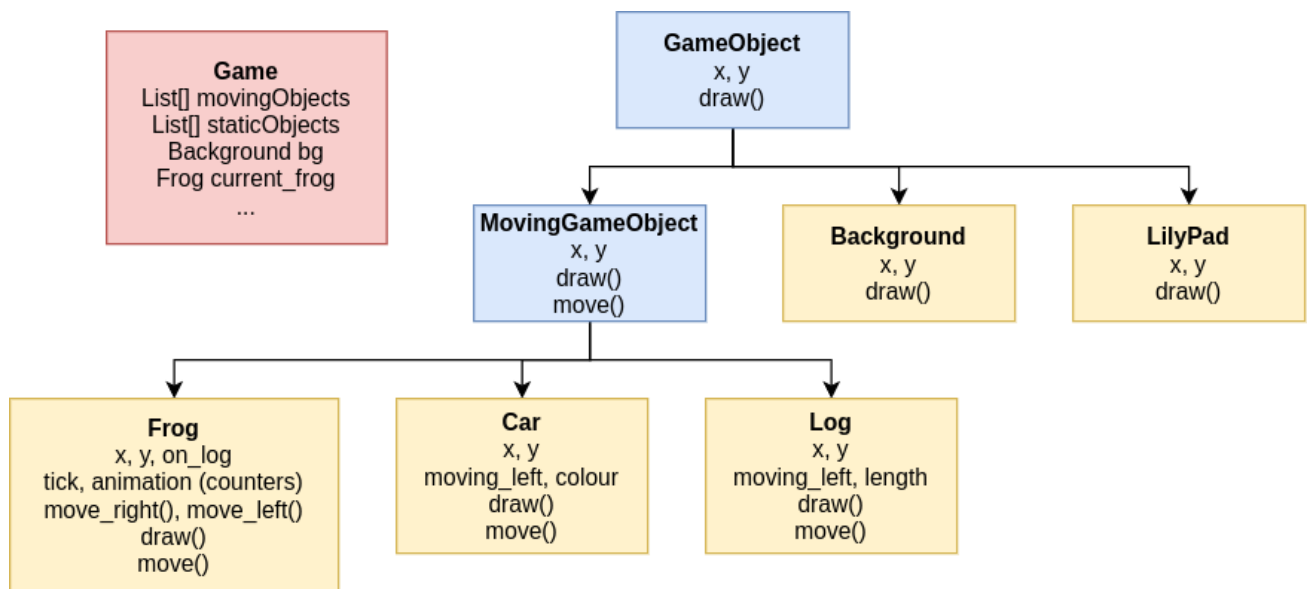 Game
List[] movingObjects
List[] staticObjects
Background bg
Frog current_frog
...
GameObject
x, y
draw()
MovingGameObject
x, y
draw()
move()
Background
x, y
draw()
LilyPad
x, y
draw()
Frog
x, y, on_log
tick, animation (counters)
move_right(), move_left()
draw()
move()
Car
x, y
moving_left, colour
draw()
move()
Log
x, y
moving_left, length
draw()
move()